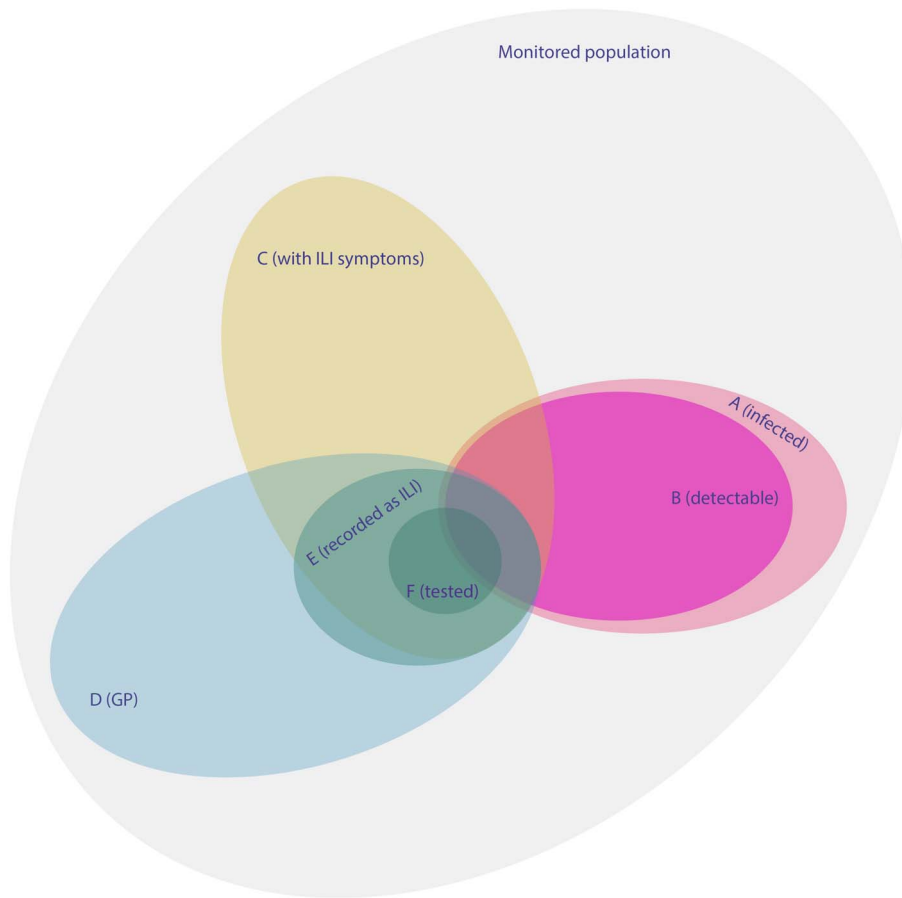 Monitored population
C (with ILI symptoms)
A (infected)
B (detectable)
E (recorded as ILI)
F (tested)
D (GP)